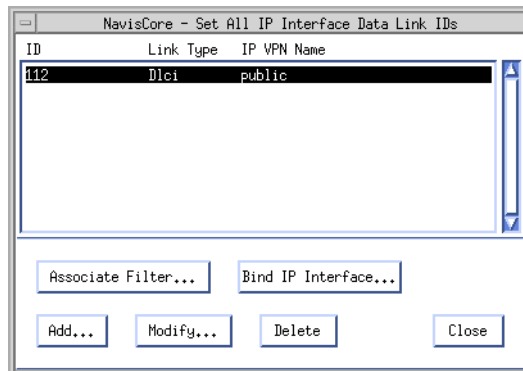 NavisCore - Set All IP Interface Data Link IDs
ID Link Type IP VPN Name
112 Dlci public
Associate Filter... Bind IP Interface...
Add... Modify... Delete Close